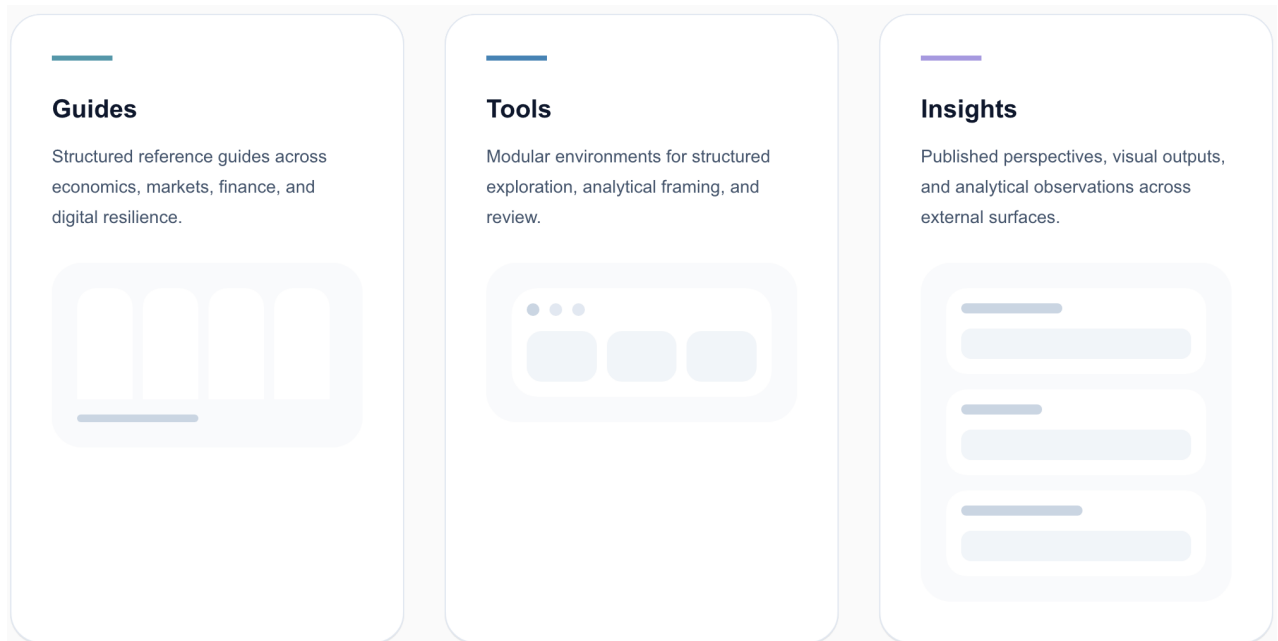 Guides
Structured reference guides across
economics, markets, finance, and
digital resilience.
Tools
Modular environments for structured
exploration, analytical framing, and
review.
Insights
Published perspectives, visual outputs,
and analytical observations across
external surfaces.